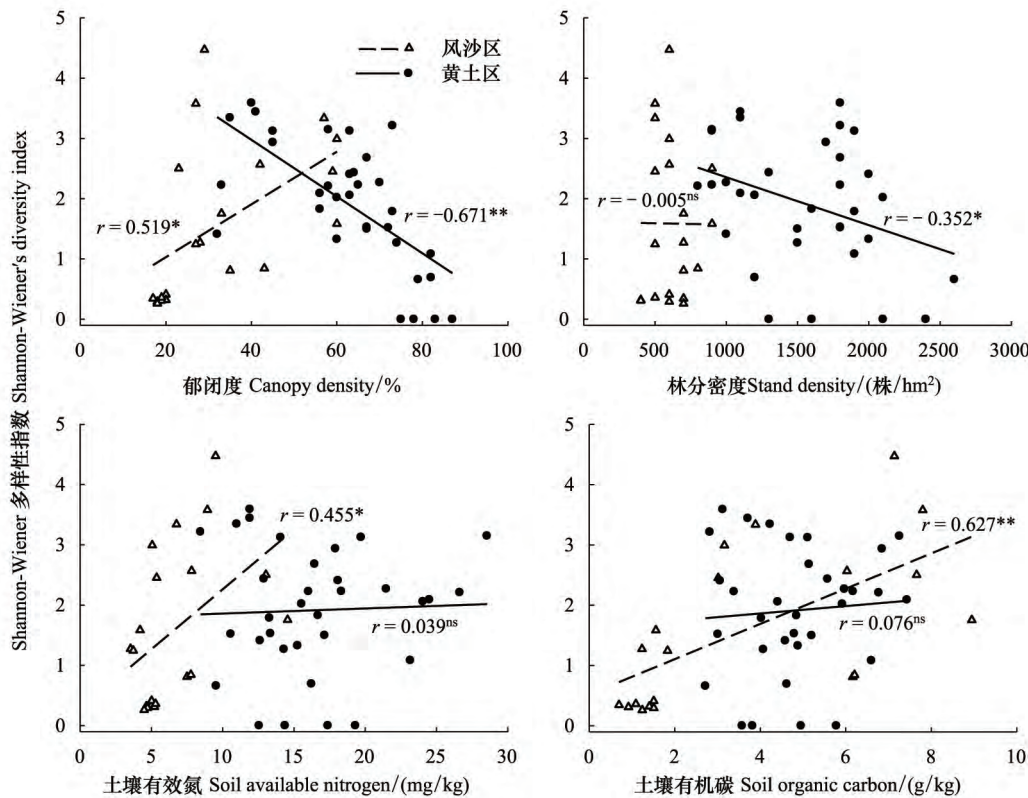 Shannon-Wiener 多样性指数 Shannon-Wiener's diversity index
5
4
3
2
1
0
风沙区
黄土区
r = 0.519*
r = −0.671**
0 20 40 60 80 100
郁闭度 Canopy density/%
5
4
3
2
1
0
r = − 0.005ns
r = − 0.352*
0 500 1000 1500 2000 2500 3000
林分密度Stand density/(株/hm²)
5
4
3
2
1
0
r = 0.455*
r = 0.039ns
0 5 10 15 20 25 30
土壤有效氮 Soil available nitrogen/(mg/kg)
5
4
3
2
1
0
r = 0.627**
r = 0.076ns
0 2 4 6 8 10
土壤有机碳 Soil organic carbon/(g/kg)